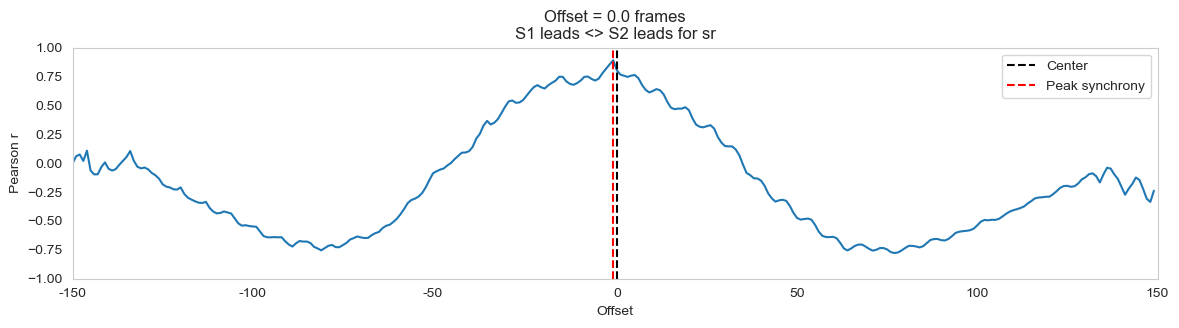 Offset = 0.0 frames
S1 leads <> S2 leads for sr
1.00
0.75
0.50
0.25
0.00
−0.25
−0.50
−0.75
−1.00
Pearson r
Center
Peak synchrony
-150
-100
-50
0
50
100
150
Offset